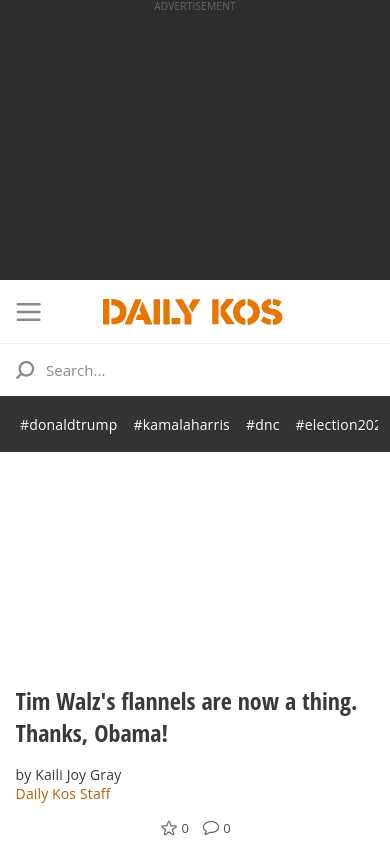 ADVERTISEMENT
DAILY KOS
Search...
#donaldtrump #kamalaharris #dnc #election202
Tim Walz's flannels are now a thing.
Thanks, Obama!
by Kaili Joy Gray
Daily Kos Staff
0 0